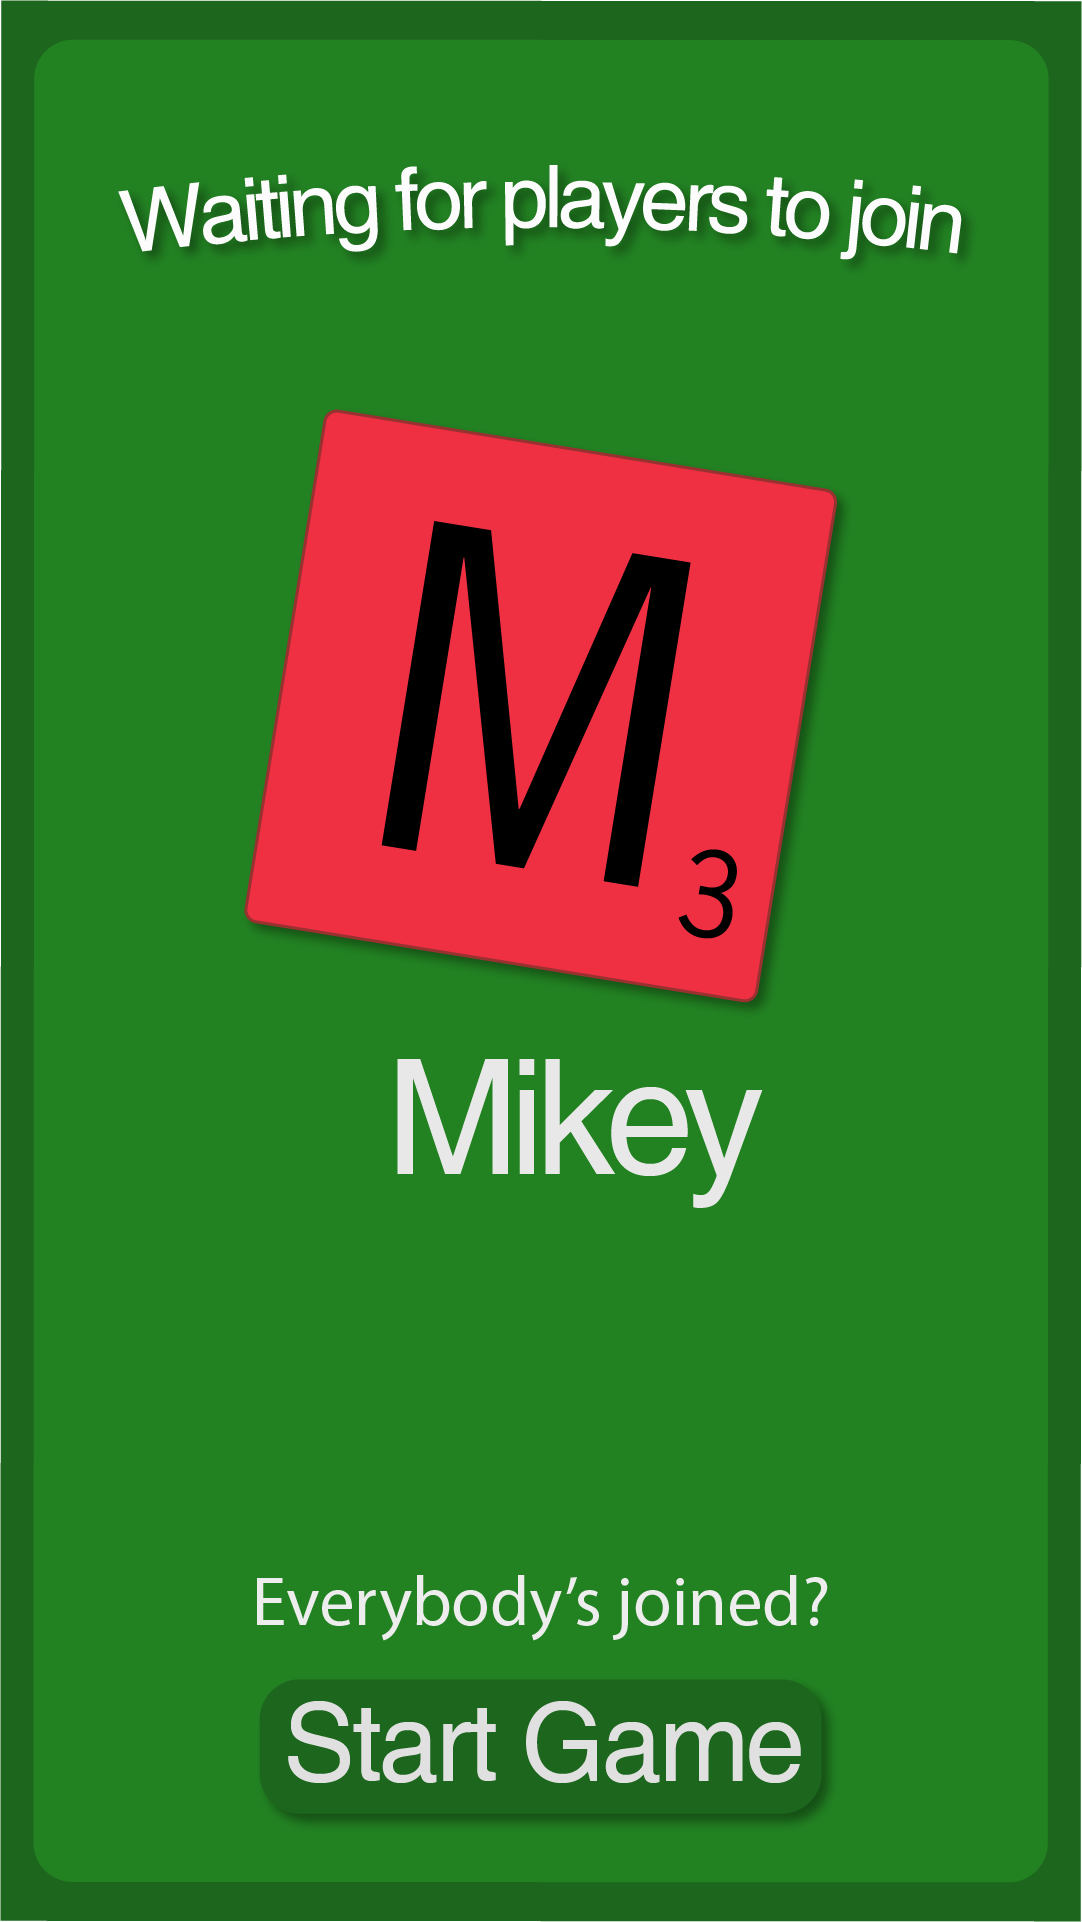 Waiting for players to join
M
3
Mikey
Everybody’s joined?
Start Game